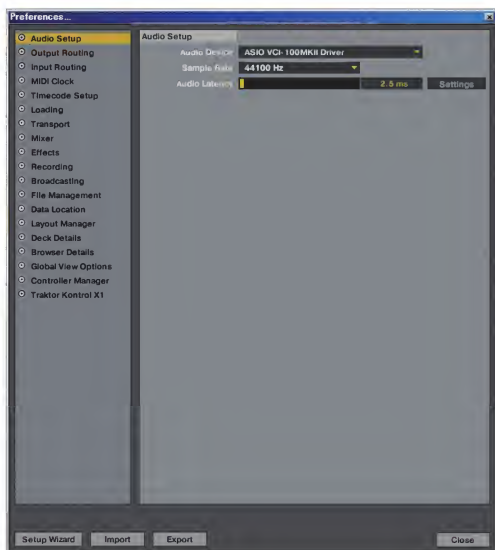 Preferences...
Audio Setup
Output Routing
Input Routing
MIDI Clock
Timecode Setup
Loading
Transport
Mixer
Effects
Recording
Broadcasting
File Management
Data Location
Layout Manager
Deck Details
Browser Details
Global View Options
Controller Manager
Traktor Kontrol X1
Audio Setup
Audio Device ASIO VCI-100MKII Driver
Sample Rate 44100 Hz
Audio Latency 2.5 ms Settings
Setup Wizard Import Export Close